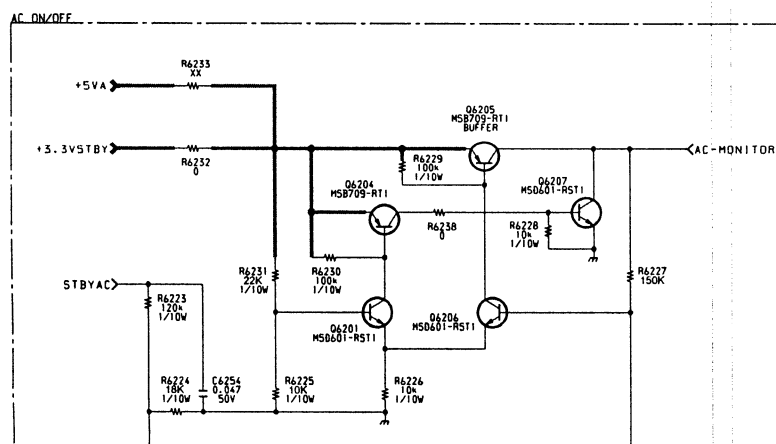 AC ON/OFF
R6233
XX
+5VA
Q6205
MSB709-RT1
BUFFER
+3.3VSTBY
R6232
0
R6229
100k
1/10W
AC-MONITOR
Q6204
MSB709-RT1
Q6207
MSD601-RST1
R6238
0
R6228
10k
1/10W
STBYAC
R6231
22K
1/10W
R6230
100k
1/10W
R6227
150K
R6223
120k
1/10W
Q6201
MSD601-RST1
Q6206
MSD601-RST1
R6224
18K
1/10W
C6254
0.047
50V
R6225
10K
1/10W
R6226
10k
1/10W